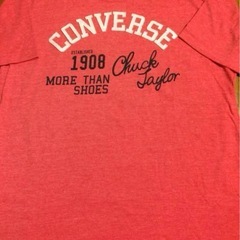 CONVERSE
ESTABLISHED
1908
MORE THAN
SHOES
Chuck
Taylor